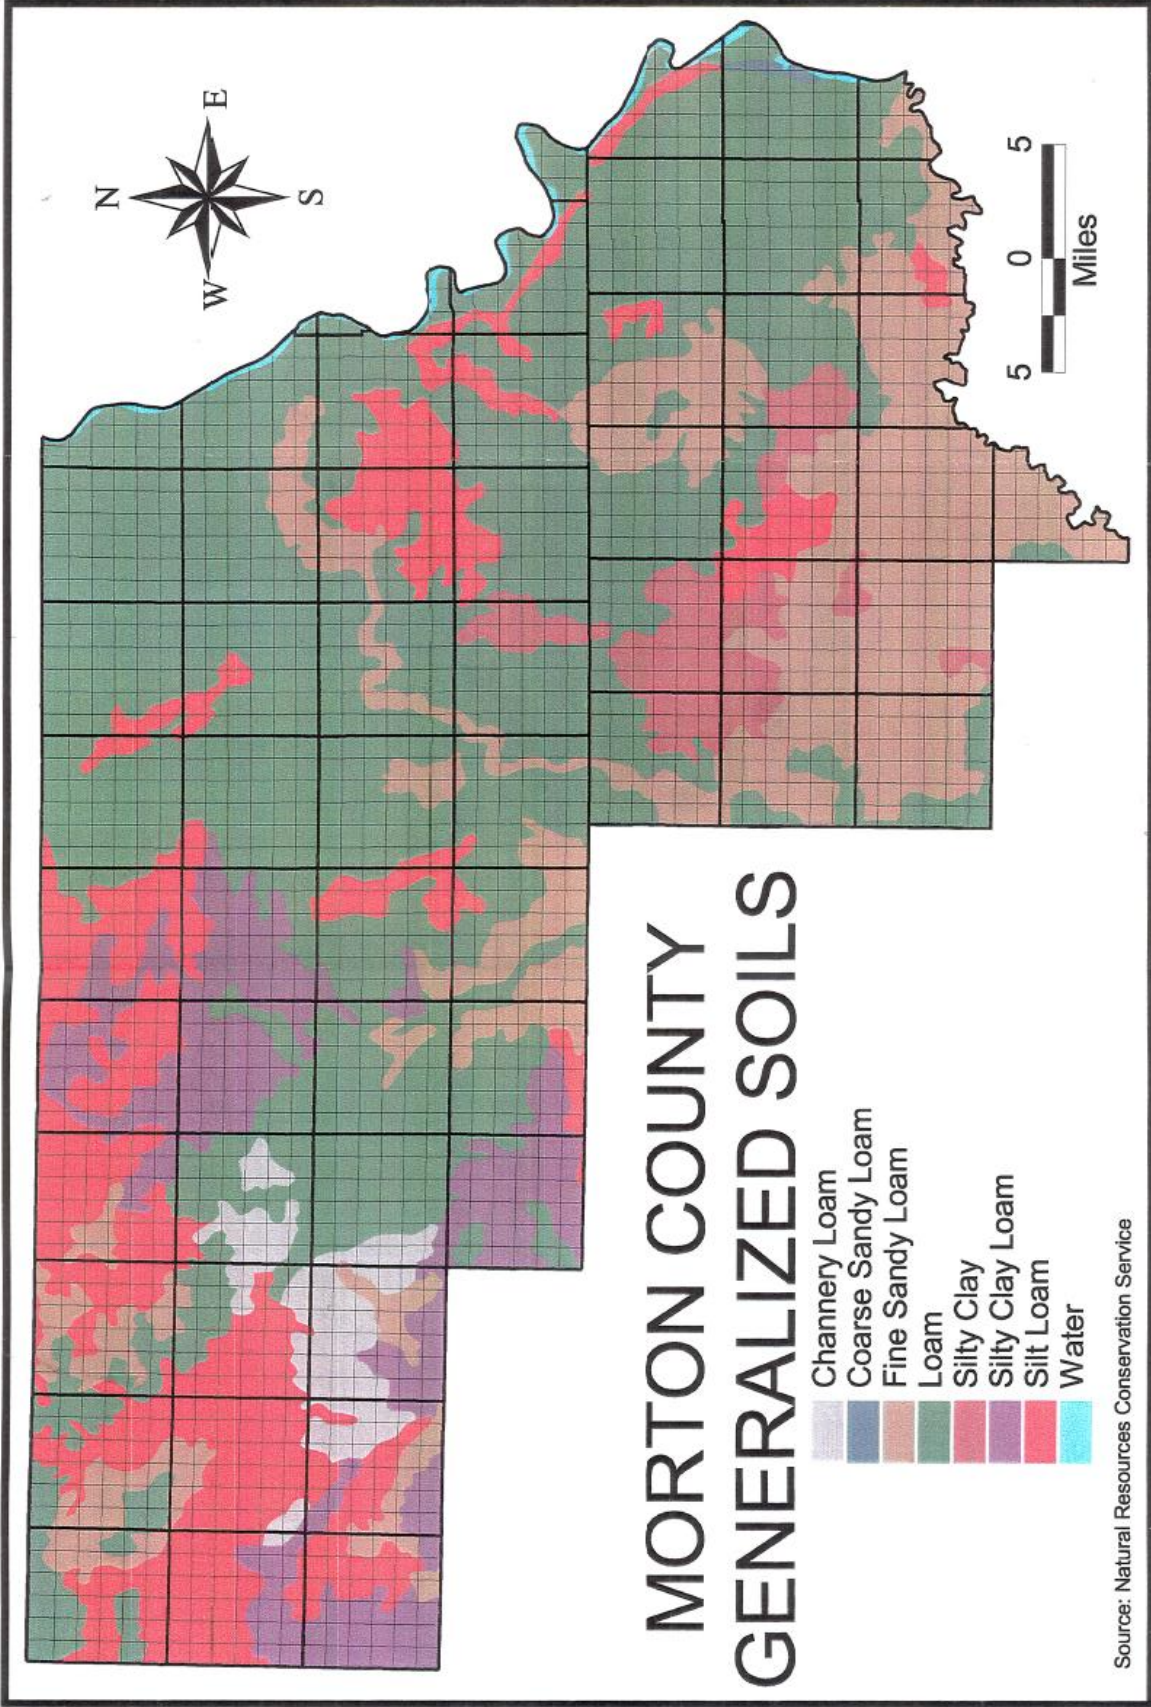 N
W
E
S
MORTON COUNTY
GENERALIZED SOILS
Channery Loam
Coarse Sandy Loam
Fine Sandy Loam
Loam
Silty Clay
Silty Clay Loam
Silt Loam
Water
5 0 5
Miles
Source: Natural Resources Conservation Service